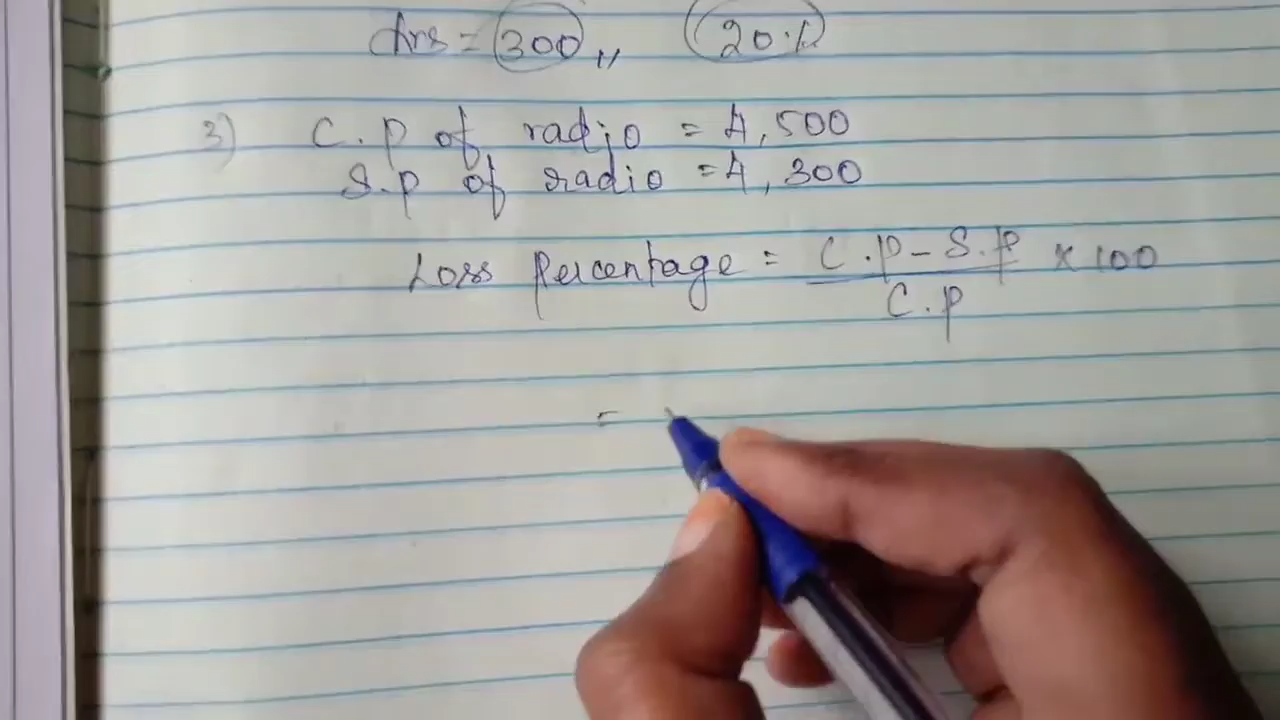 Ans = 300,, 20%
3) C.P of radio = 4,500
S.P of radio = 4,300
Loss Percentage = C.P - S.P × 100
C.P
=